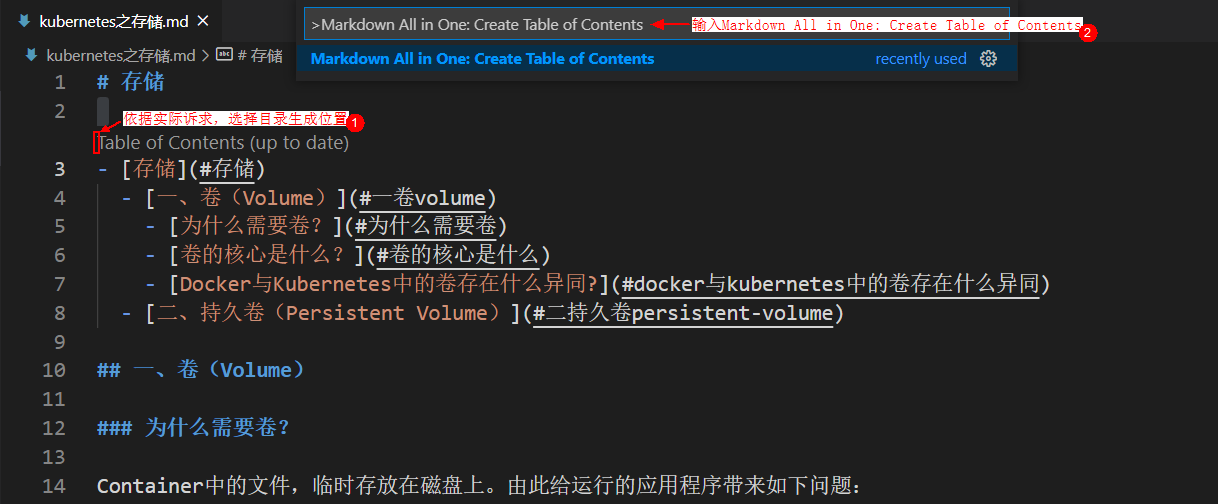 kubernetes之存储.md
>Markdown All in One: Create Table of Contents
输入Markdown All in One: Create Table of Contents
2
kubernetes之存储.md > # 存储
Markdown All in One: Create Table of Contents recently used
1 # 存储
2
依据实际诉求，选择目录生成位置
1
Table of Contents (up to date)
3 - [存储](#存储)
4 - [一、卷（Volume）](#一卷volume)
5 - [为什么需要卷？](#为什么需要卷)
6 - [卷的核心是什么？](#卷的核心是什么)
7 - [Docker与Kubernetes中的卷存在什么异同?](#docker与kubernetes中的卷存在什么异同)
8 - [二、持久卷（Persistent Volume）](#二持久卷persistent-volume)
9
10 ## 一、卷（Volume）
11
12 ### 为什么需要卷？
13
14 Container中的文件，临时存放在磁盘上。由此给运行的应用程序带来如下问题：